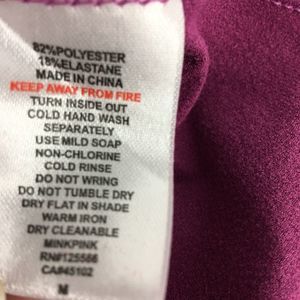 82%POLYESTER
18%ELASTANE
MADE IN CHINA
KEEP AWAY FROM FIRE
TURN INSIDE OUT
COLD HAND WASH
SEPARATELY
USE MILD SOAP
NON-CHLORINE
COLD RINSE
DO NOT WRING
DO NOT TUMBLE DRY
DRY FLAT IN SHADE
WARM IRON
DRY CLEANABLE
MINKPINK
RN#125586
CA#45102
M